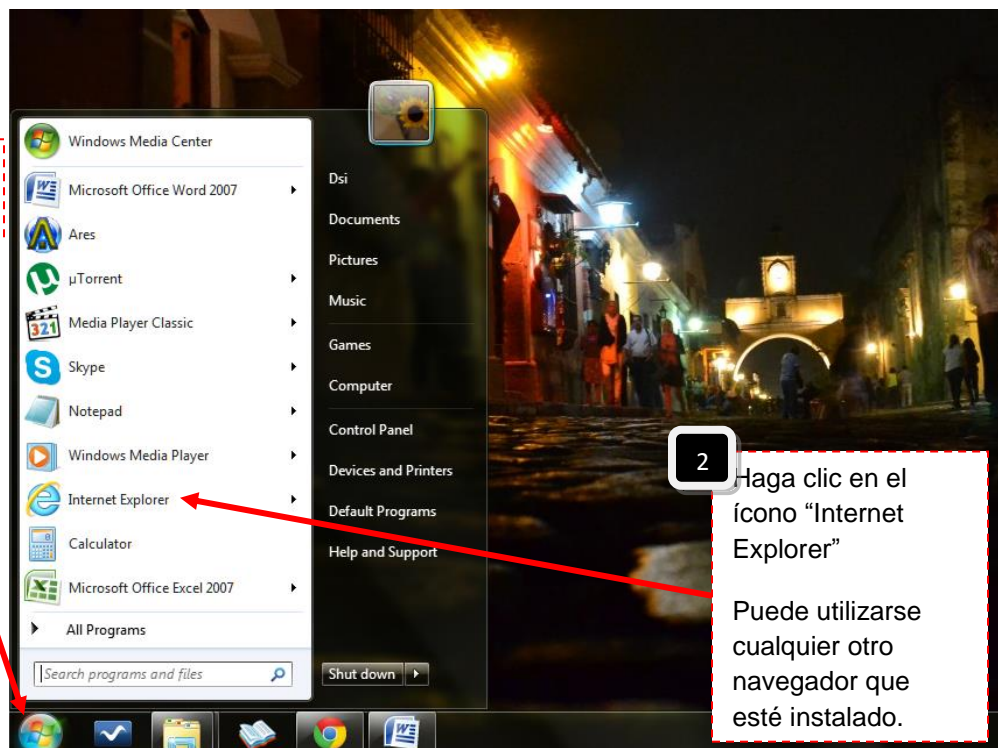 Windows Media Center
Microsoft Office Word 2007
Ares
µTorrent
Media Player Classic
Skype
Notepad
Windows Media Player
Internet Explorer
Calculator
Microsoft Office Excel 2007
All Programs
Search programs and files
Dsi
Documents
Pictures
Music
Games
Computer
Control Panel
Devices and Printers
Default Programs
Help and Support
Shut down
2
Haga clic en el
ícono “Internet
Explorer”
Puede utilizarse
cualquier otro
navegador que
esté instalado.